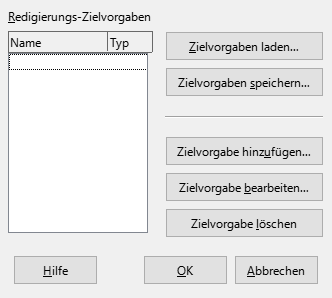 Redigierungs-Zielvorgaben
Name Typ
Zielvorgaben laden...
Zielvorgaben speichern...
Zielvorgabe hinzufügen...
Zielvorgabe bearbeiten...
Zielvorgabe löschen
Hilfe OK Abbrechen